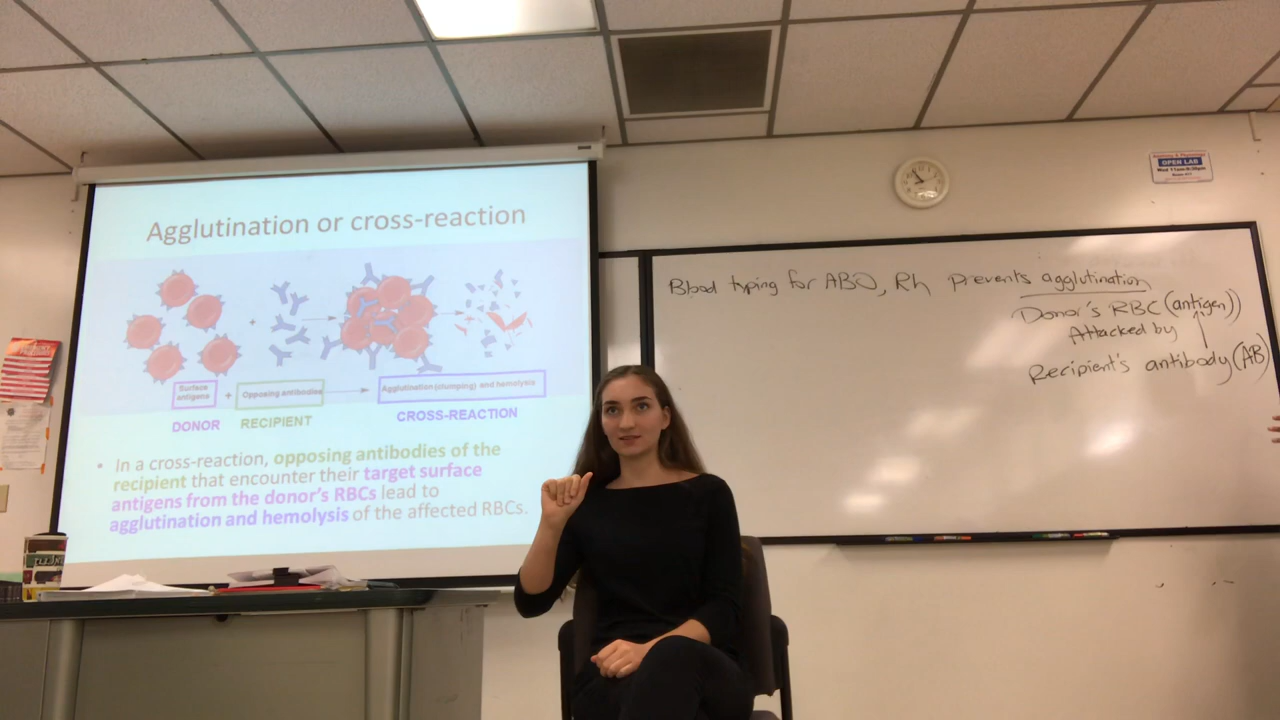 Agglutination or cross-reaction
Surface
antigens
+
Opposing antibodies
Agglutination (clumping) and hemolysis
DONOR
RECIPIENT
CROSS-REACTION
• In a cross-reaction, opposing antibodies of the
recipient that encounter their target surface
antigens from the donor's RBCs lead to
agglutination and hemolysis of the affected RBCs.
Blood typing for ABO, Rh prevents agglutination
Donor's RBC (antigen))
Attacked by
Recipient's antibody (AB)
OPEN LAB